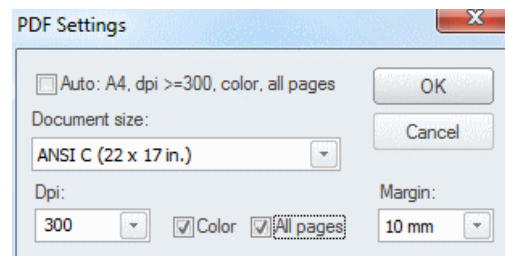 PDF Settings
X
Auto: A4, dpi >=300, color, all pages
OK
Document size:
Cancel
ANSI C (22 x 17 in.)
Dpi:
Margin:
300
Color
All pages
10 mm